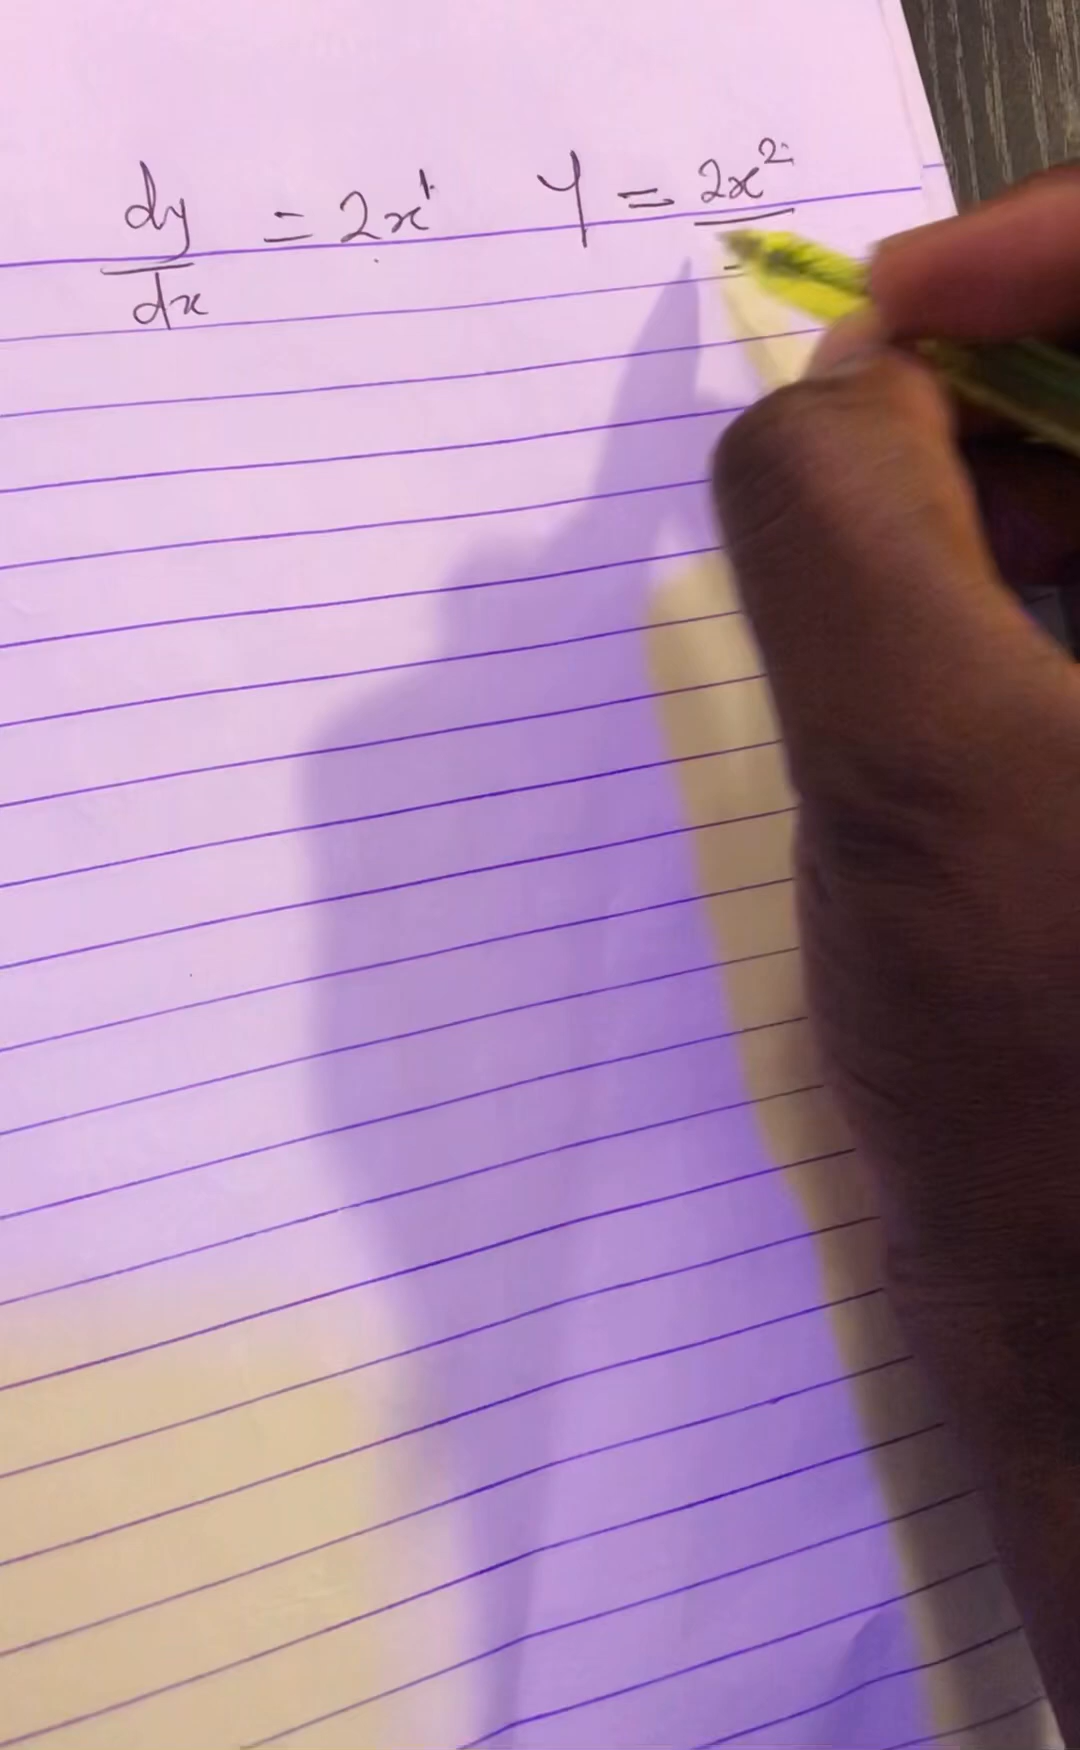 dy/dx = 2x¹ y = 2x²/